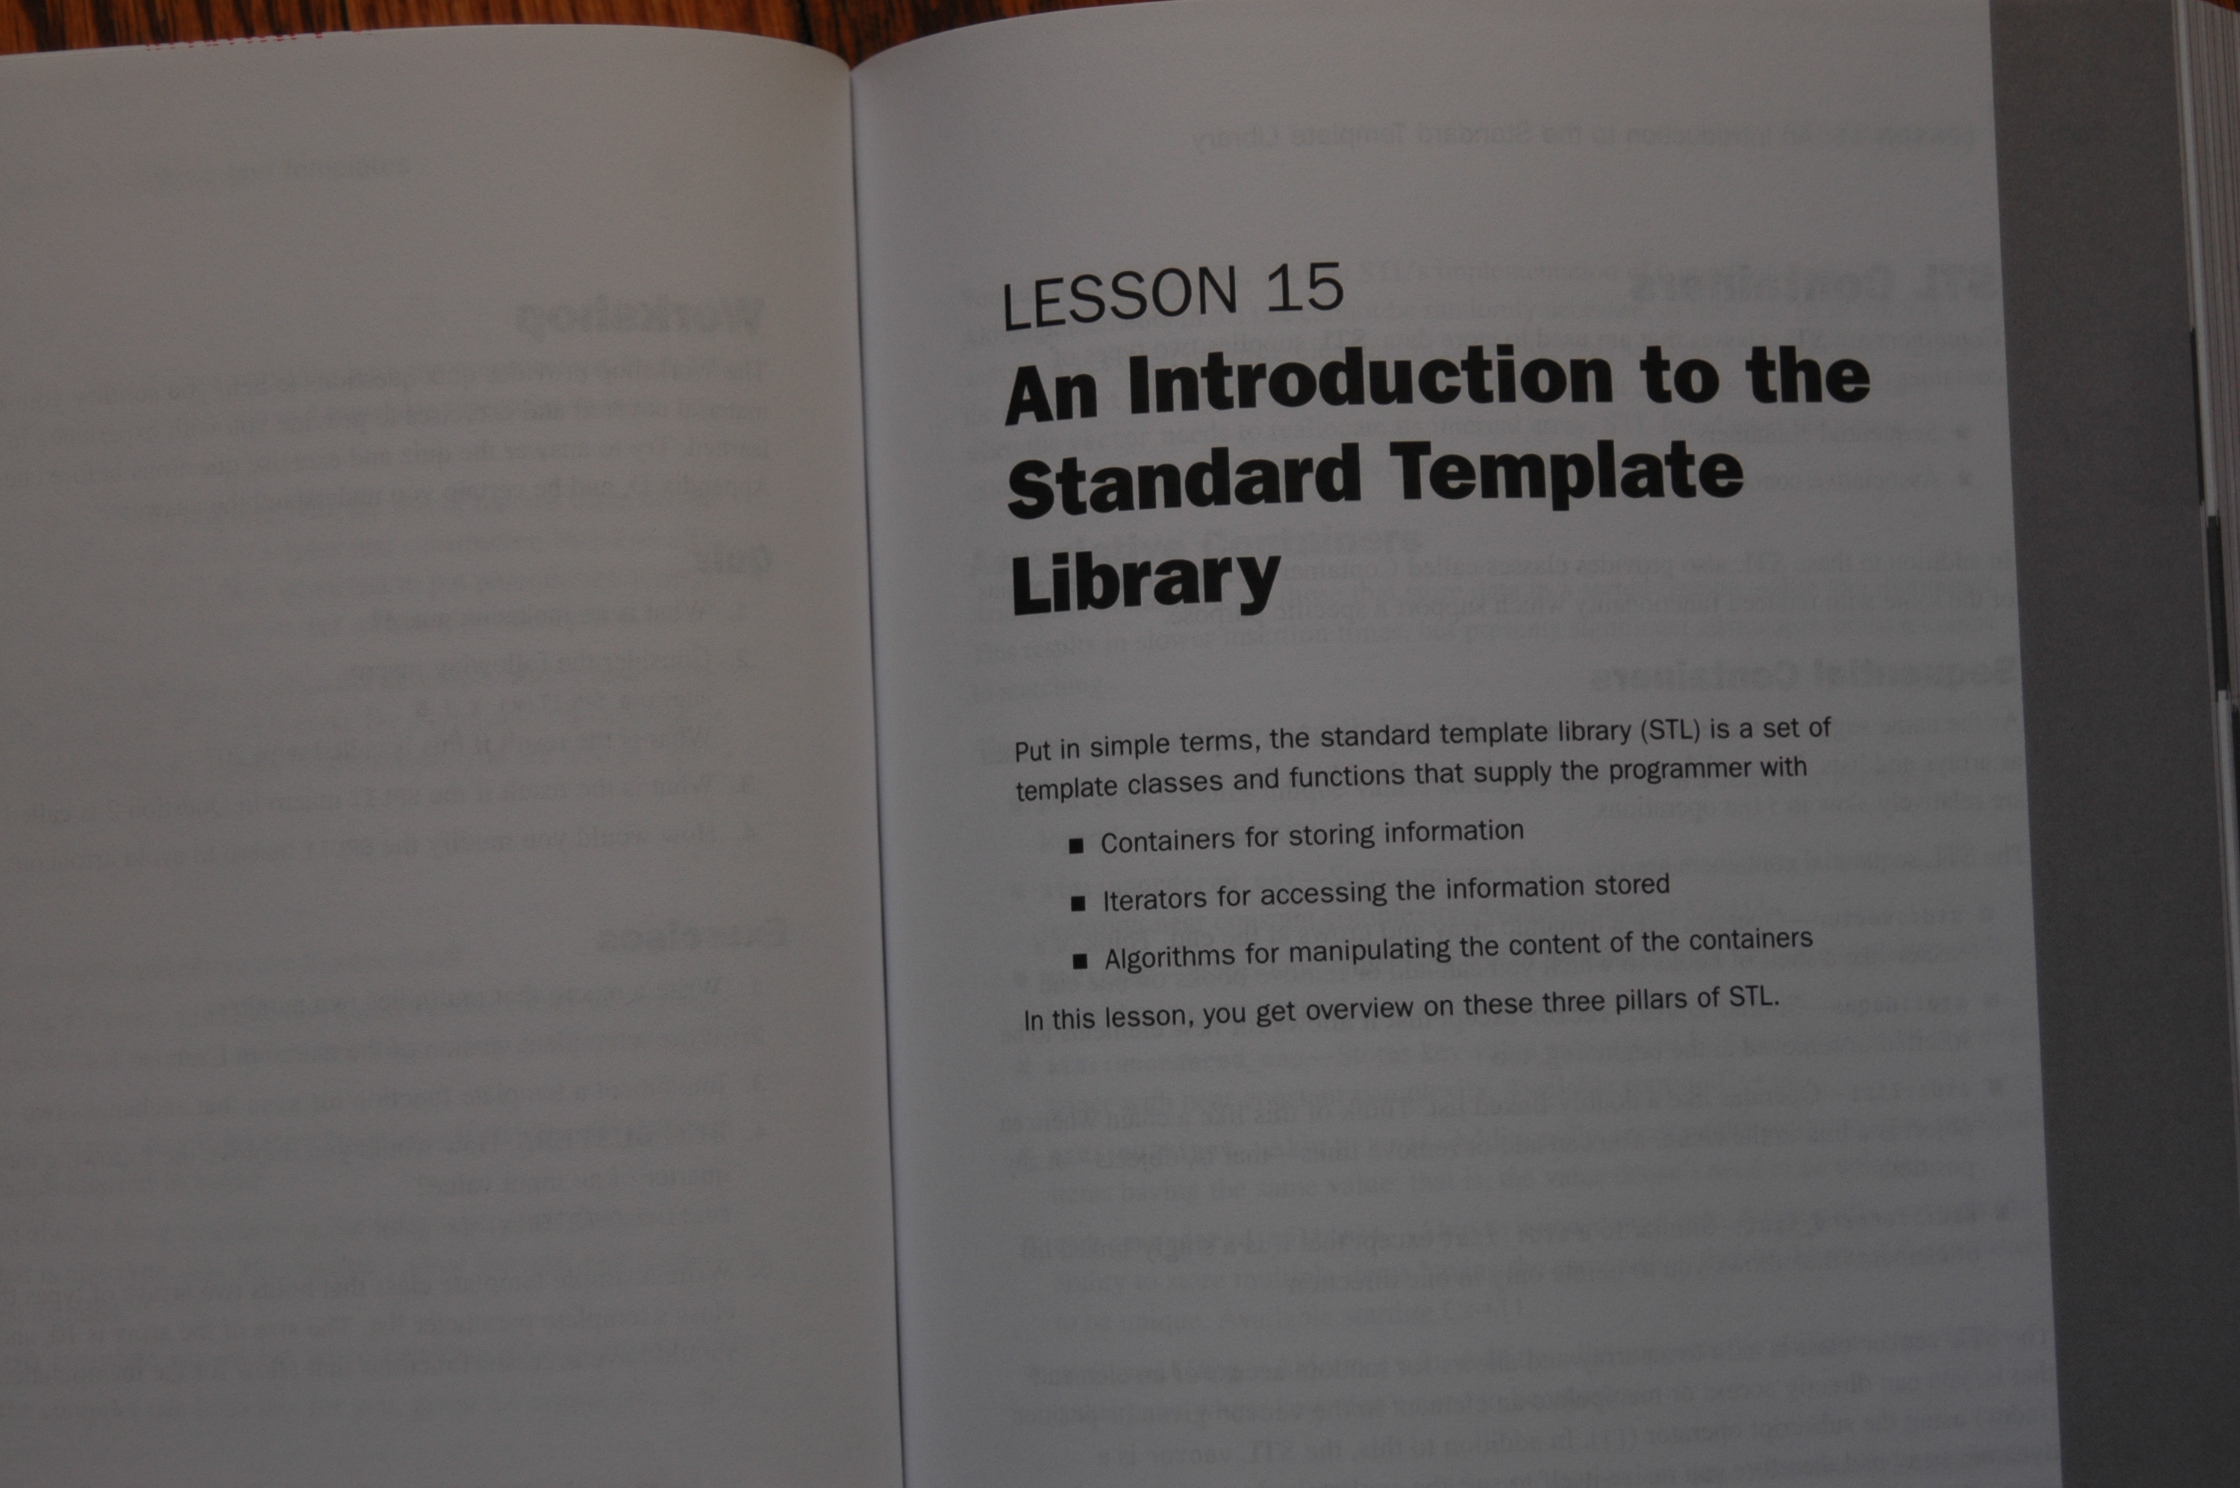 LESSON 15
An Introduction to the
Standard Template
Library
Put in simple terms, the standard template library (STL) is a set of
template classes and functions that supply the programmer with
■ Containers for storing information
■ Iterators for accessing the information stored
■ Algorithms for manipulating the content of the containers
In this lesson, you get overview on these three pillars of STL.